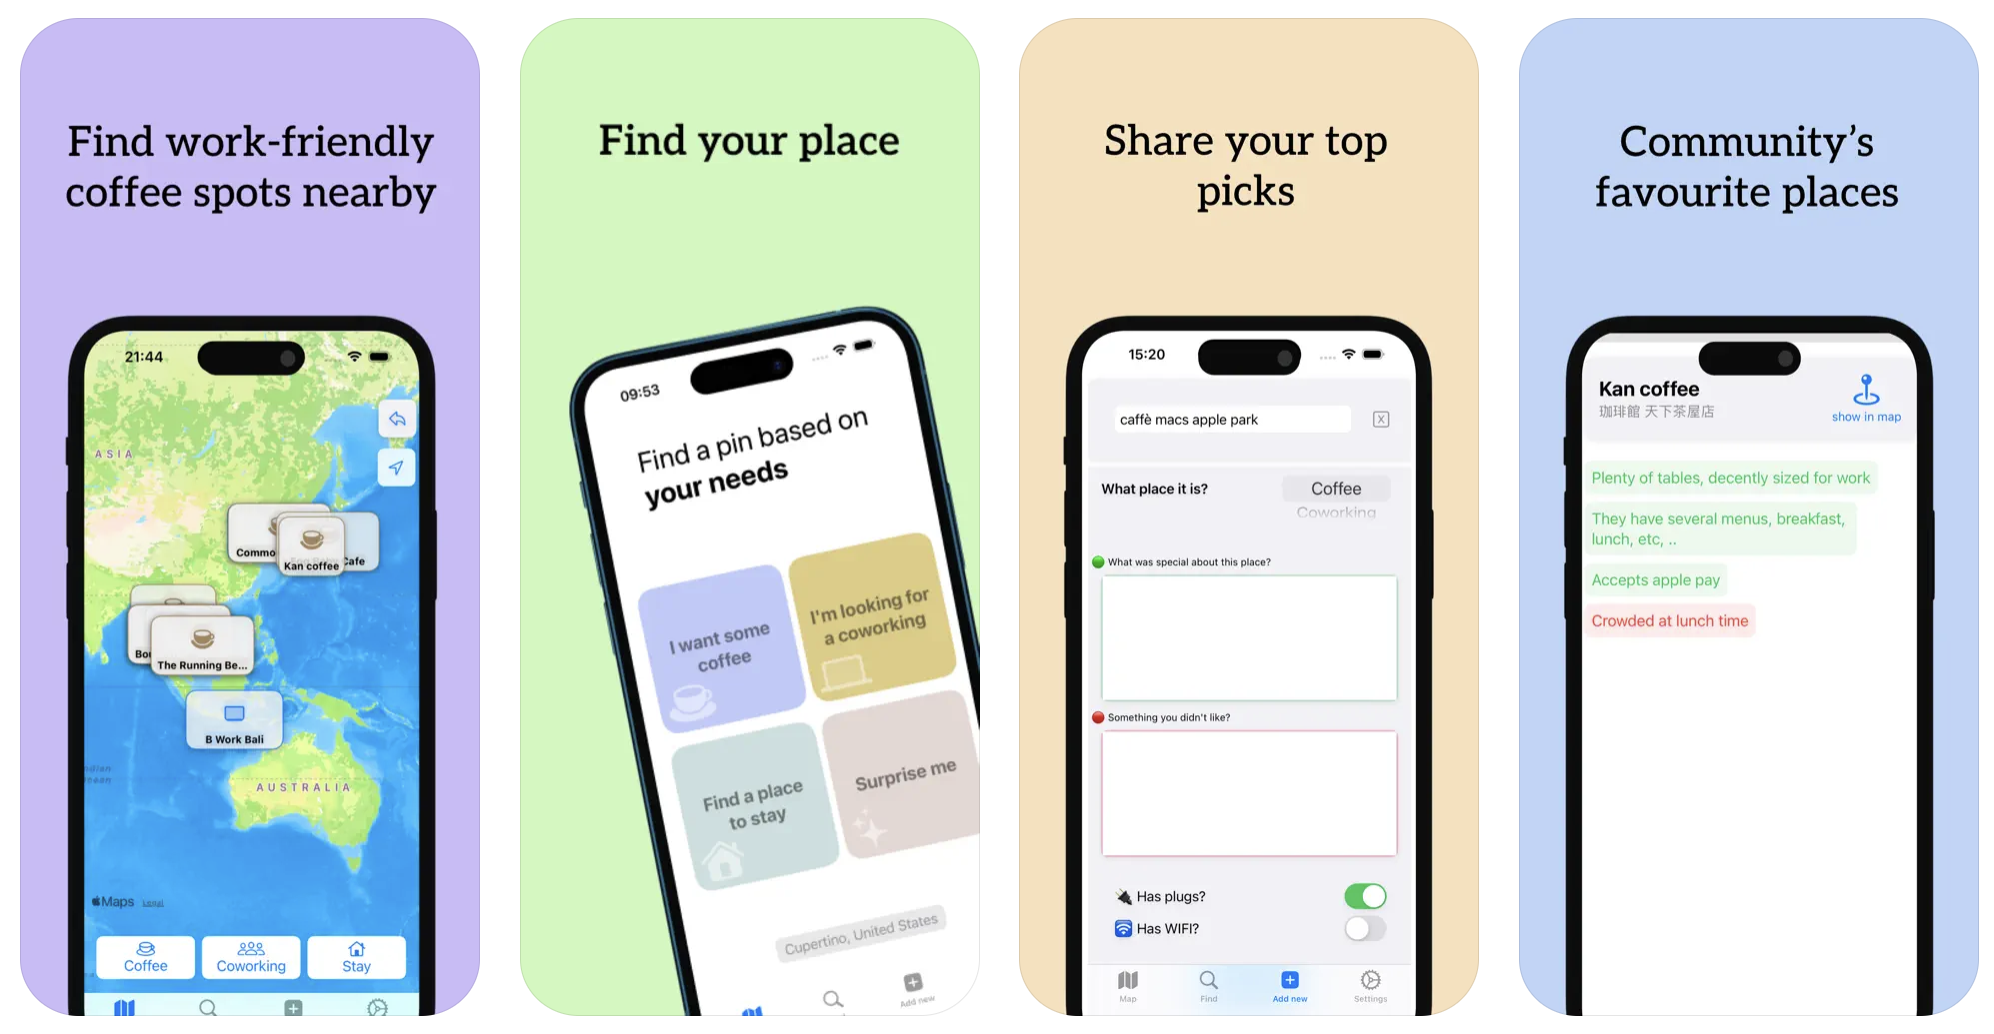 Find work-friendly
coffee spots nearby
21:44
ASIA
Commo
Cafe
Kan coffee
Bo
The Running Be...
B Work Bali
AUSTRALIA
Maps
Legal
Coffee
Coworking
Stay
Find your place
09:53
Find a pin based on
your needs
I want some
coffee
I'm looking for
a coworking
Find a place
to stay
Surprise me
Cupertino, United States
Add new
Share your top
picks
15:20
caffè macs apple park
X
What place it is?
Coffee
Coworking
What was special about this place?
Something you didn't like?
Has plugs?
Has WIFI?
Map
Find
Add new
Settings
Community’s
favourite places
Kan coffee
珈琲館 天下茶屋店
show in map
Plenty of tables, decently sized for work
They have several menus, breakfast,
lunch, etc, ..
Accepts apple pay
Crowded at lunch time